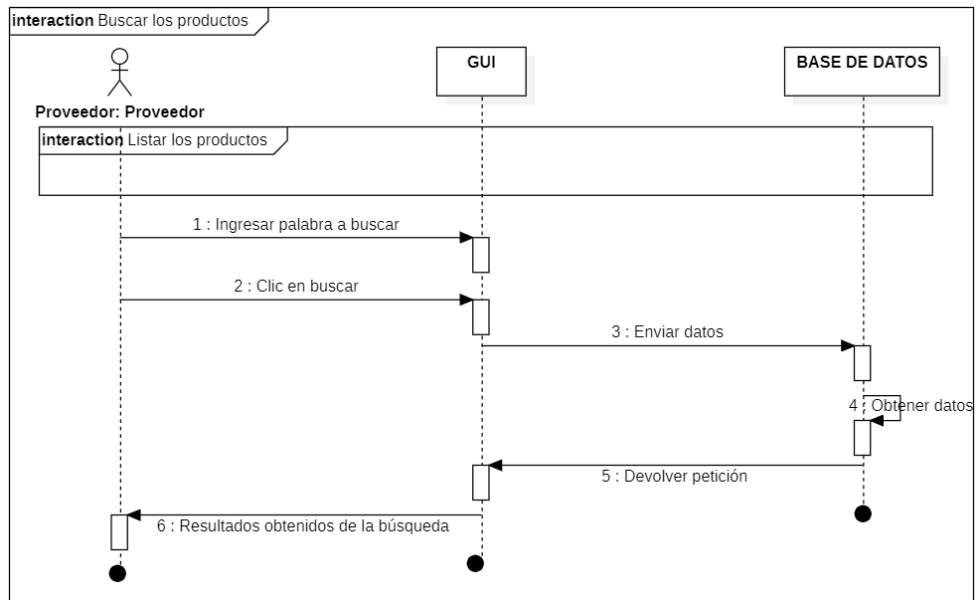 interaction Buscar los productos
GUI
BASE DE DATOS
Proveedor: Proveedor
interaction Listar los productos
1 : Ingresar palabra a buscar
2 : Clic en buscar
3 : Enviar datos
4 : Obtener datos
5 : Devolver petición
6 : Resultados obtenidos de la búsqueda